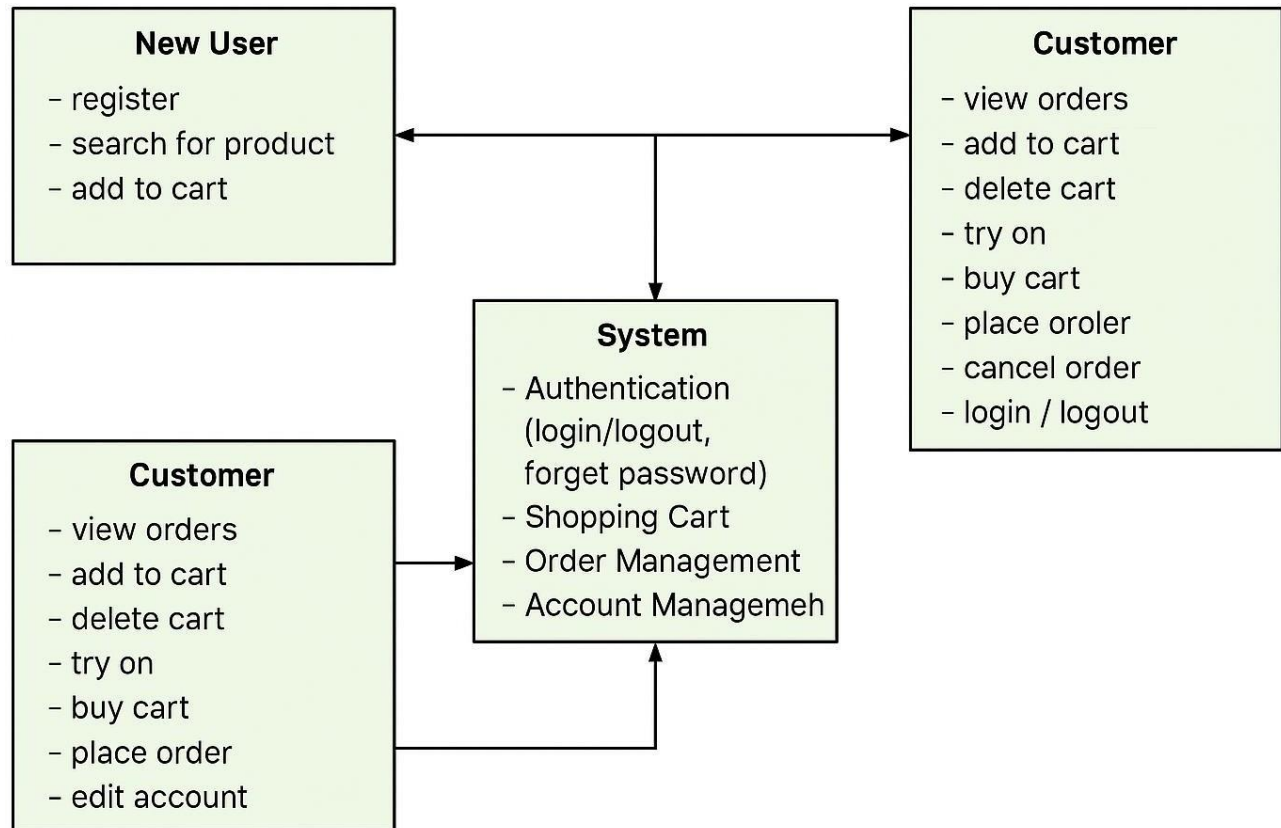 New User
- register
- search for product
- add to cart
Customer
- view orders
- add to cart
- delete cart
- try on
- buy cart
- place oroler
- cancel order
- login / logout
System
- Authentication
(login/logout,
forget password)
- Shopping Cart
- Order Management
- Account Managemeh
Customer
- view orders
- add to cart
- delete cart
- try on
- buy cart
- place order
- edit account